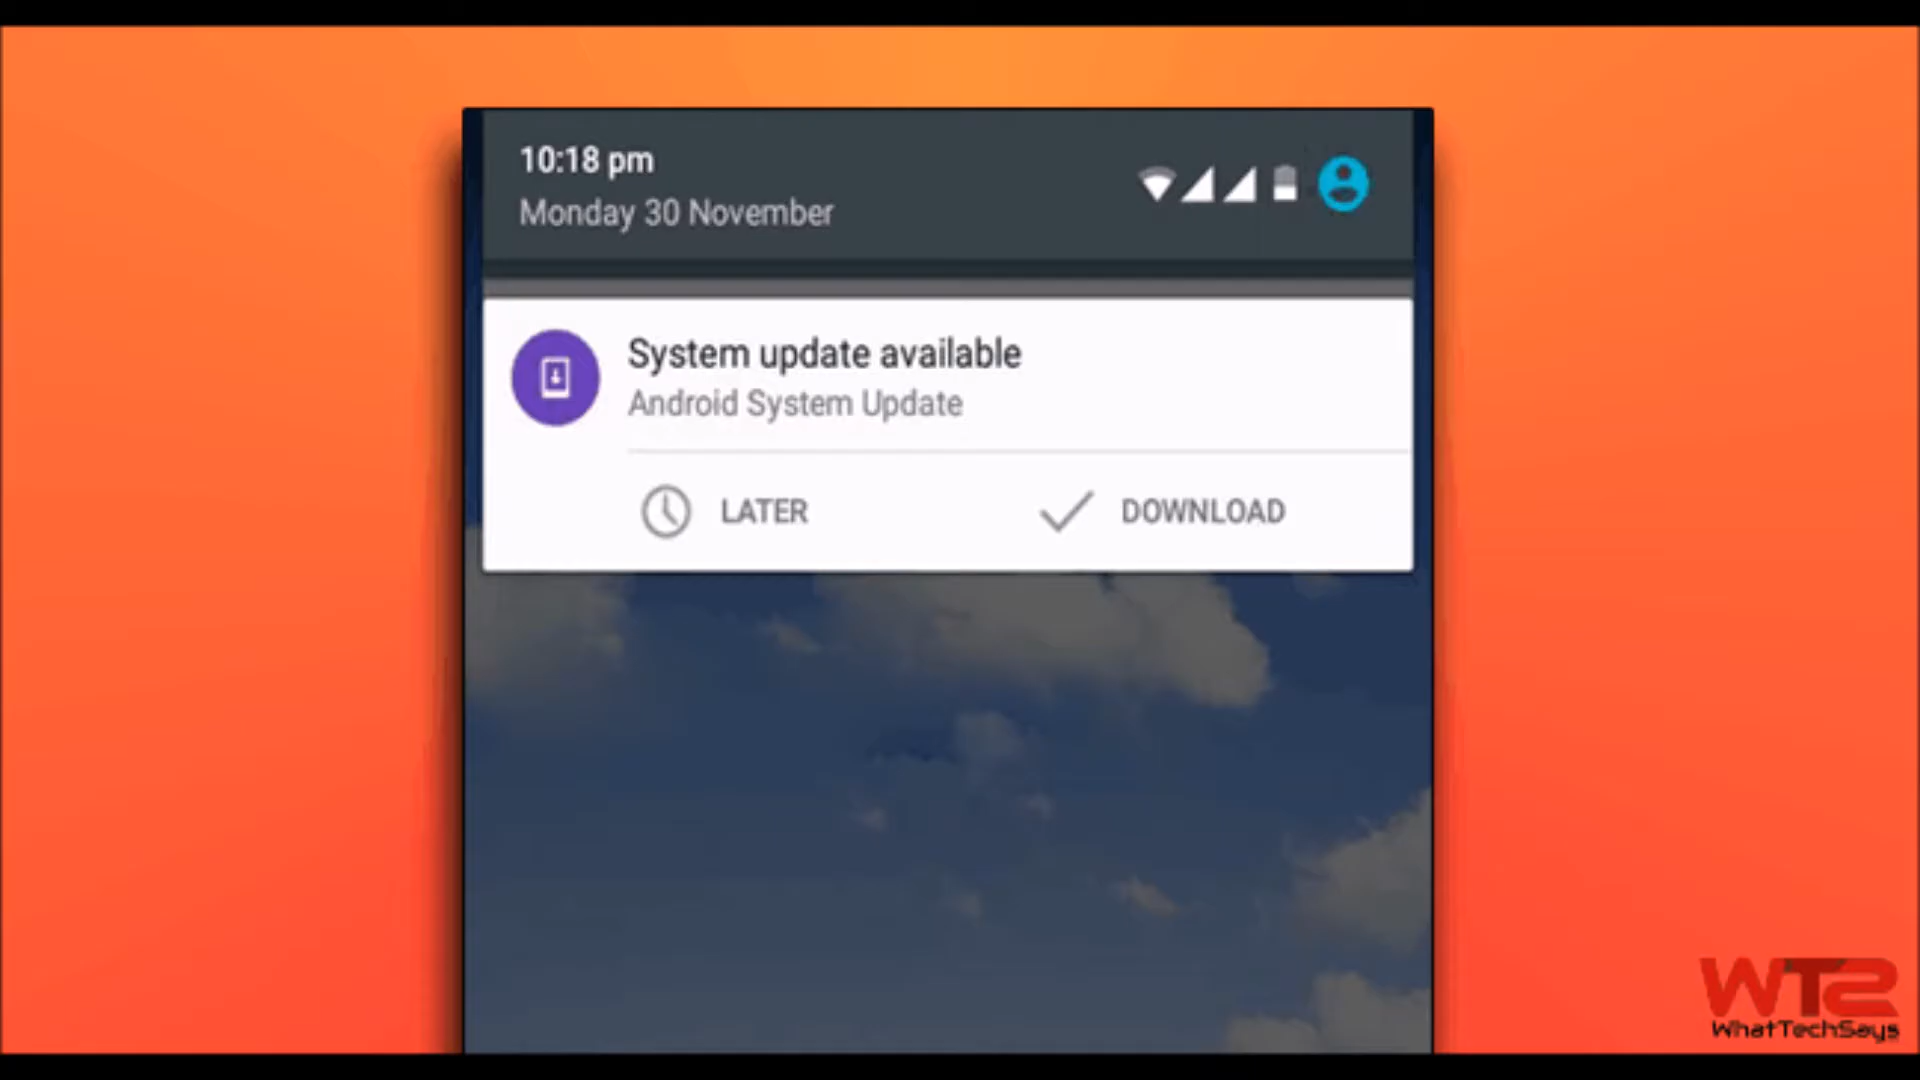 10:18 pm
Monday 30 November
System update available
Android System Update
LATER
DOWNLOAD
WTS
WhatTechSays